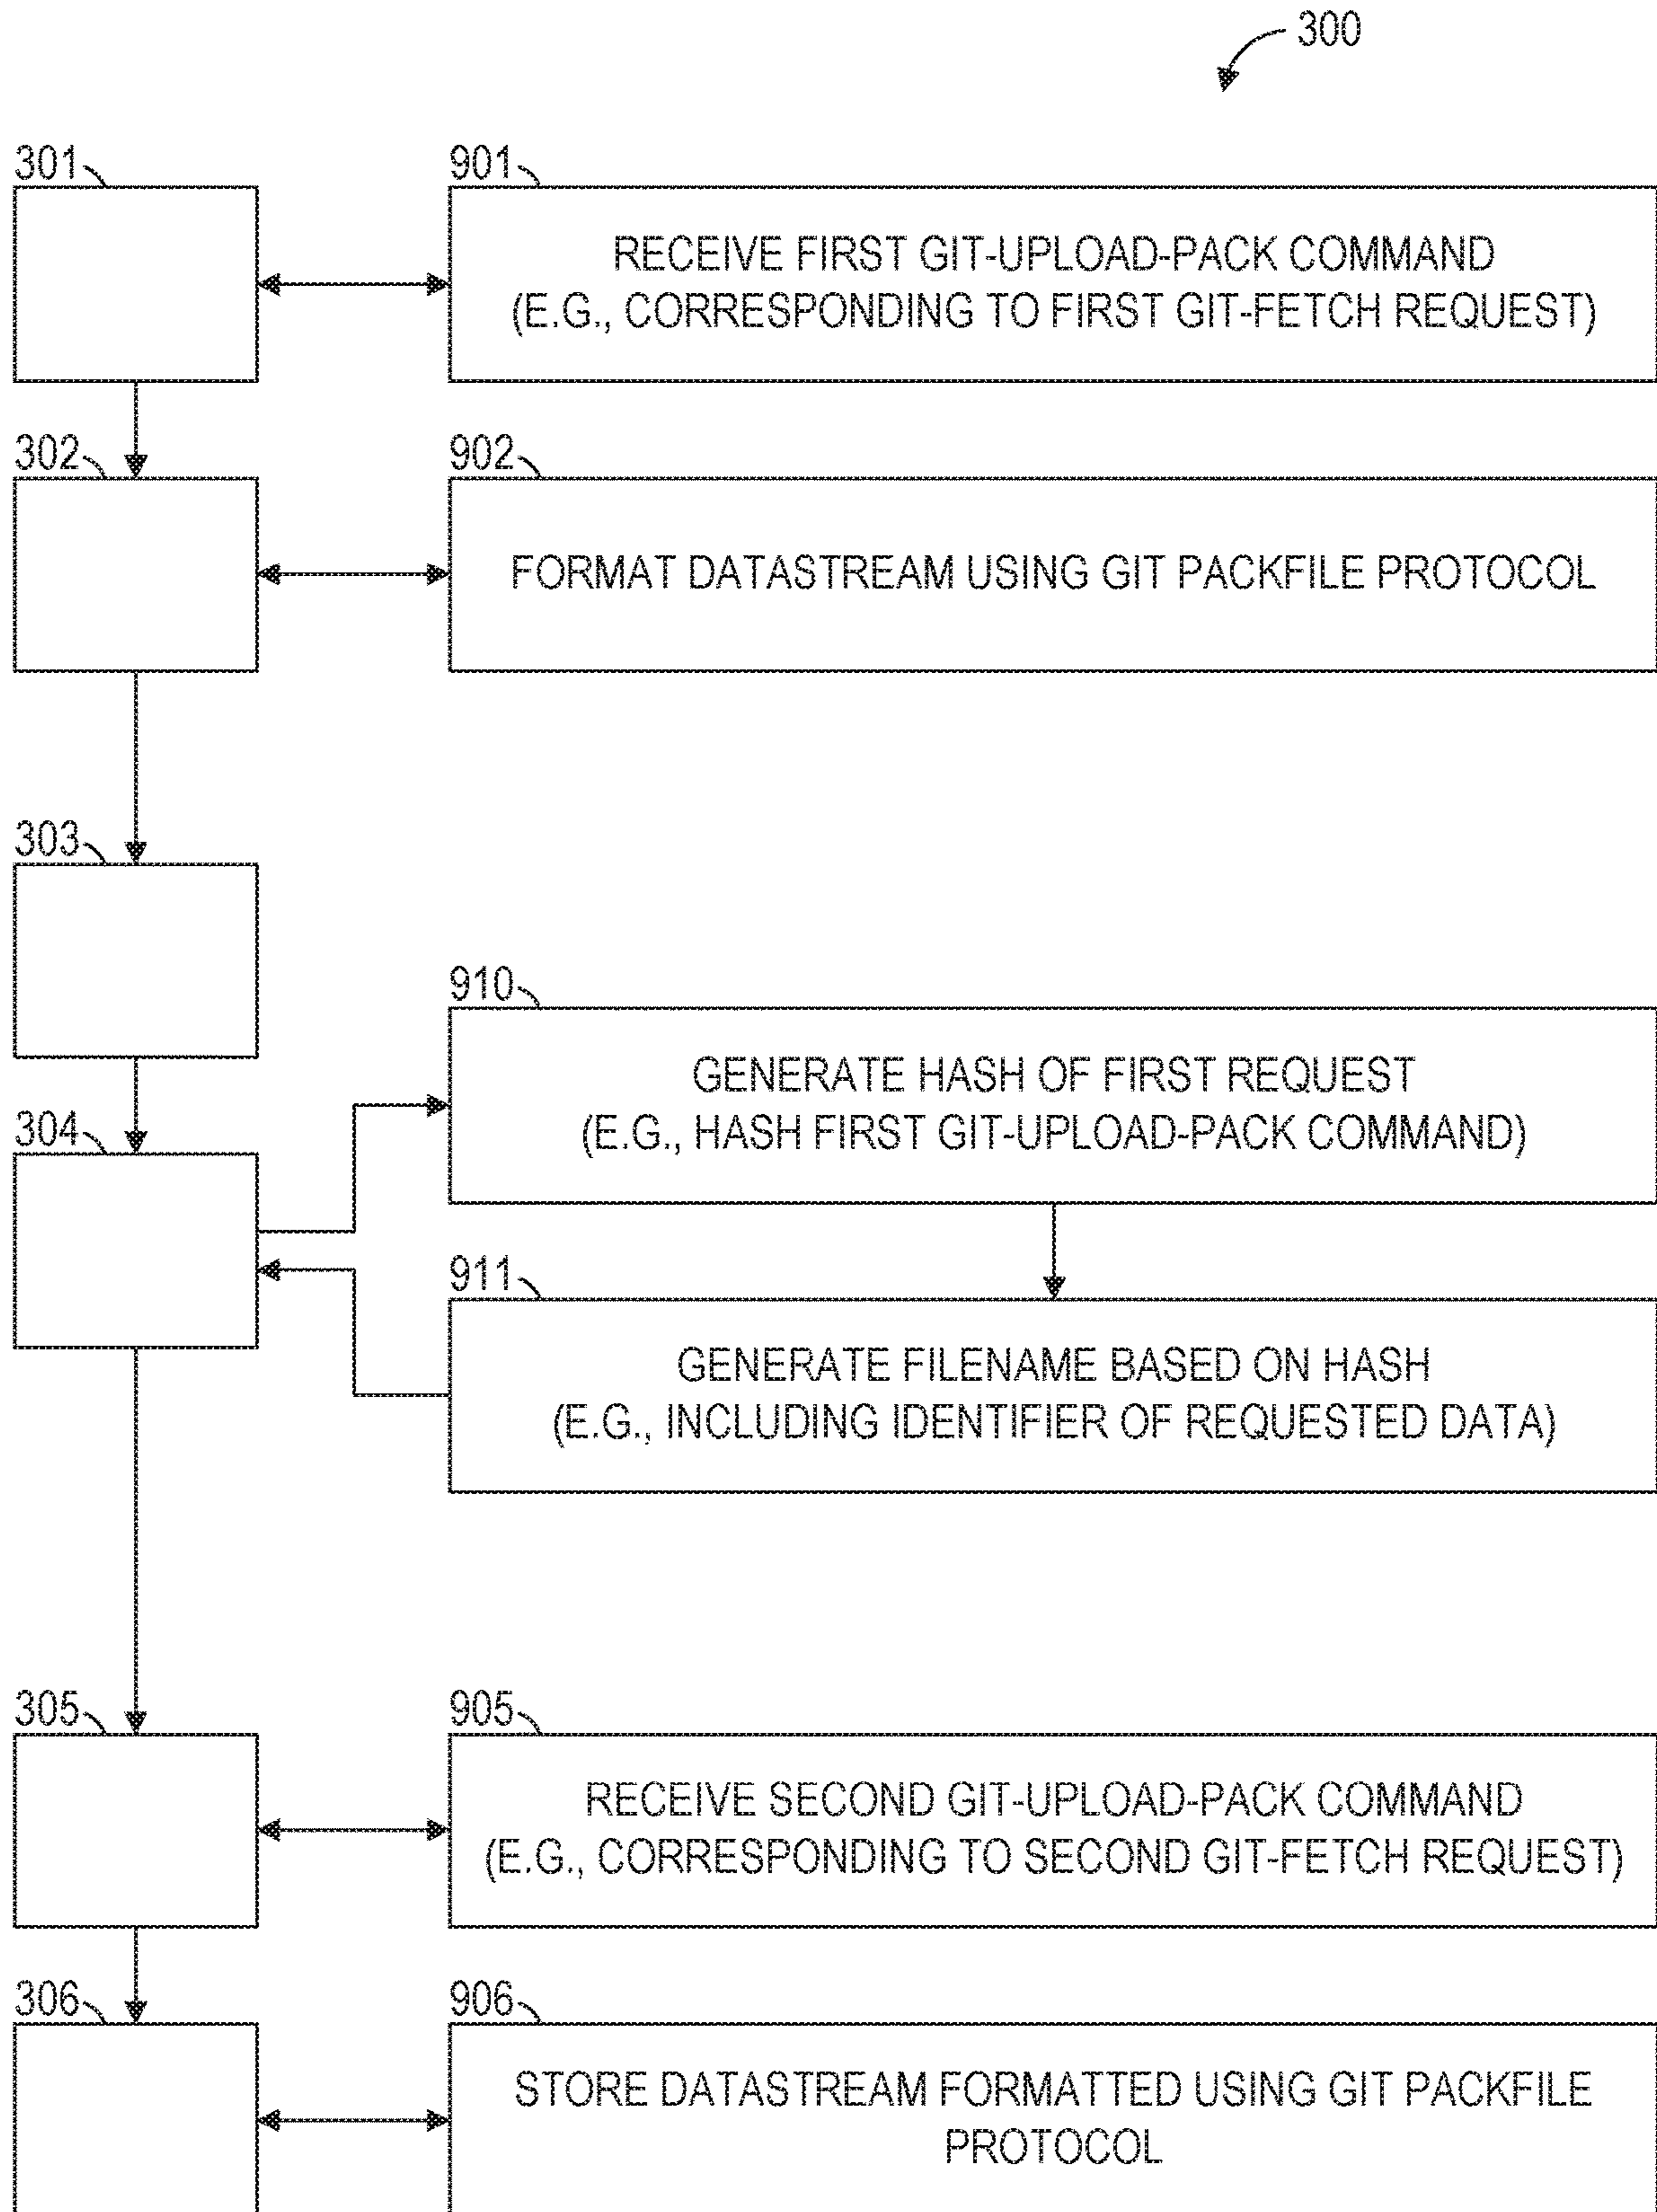 300
301
901
RECEIVE FIRST GIT-UPLOAD-PACK COMMAND
(E.G., CORRESPONDING TO FIRST GIT-FETCH REQUEST)
302
902
FORMAT DATASTREAM USING GIT PACKFILE PROTOCOL
303
910
GENERATE HASH OF FIRST REQUEST
(E.G., HASH FIRST GIT-UPLOAD-PACK COMMAND)
304
911
GENERATE FILENAME BASED ON HASH
(E.G., INCLUDING IDENTIFIER OF REQUESTED DATA)
305
905
RECEIVE SECOND GIT-UPLOAD-PACK COMMAND
(E.G., CORRESPONDING TO SECOND GIT-FETCH REQUEST)
306
906
STORE DATASTREAM FORMATTED USING GIT PACKFILE
PROTOCOL